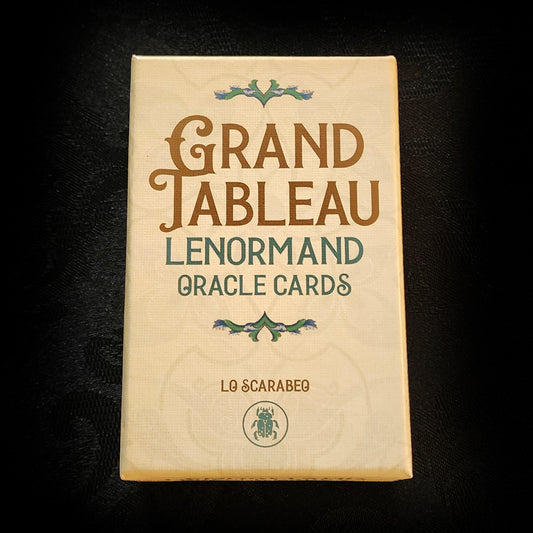 GRAND
TABLEAU
LENORMAND
ORACLE CARDS
LO SCARABEO